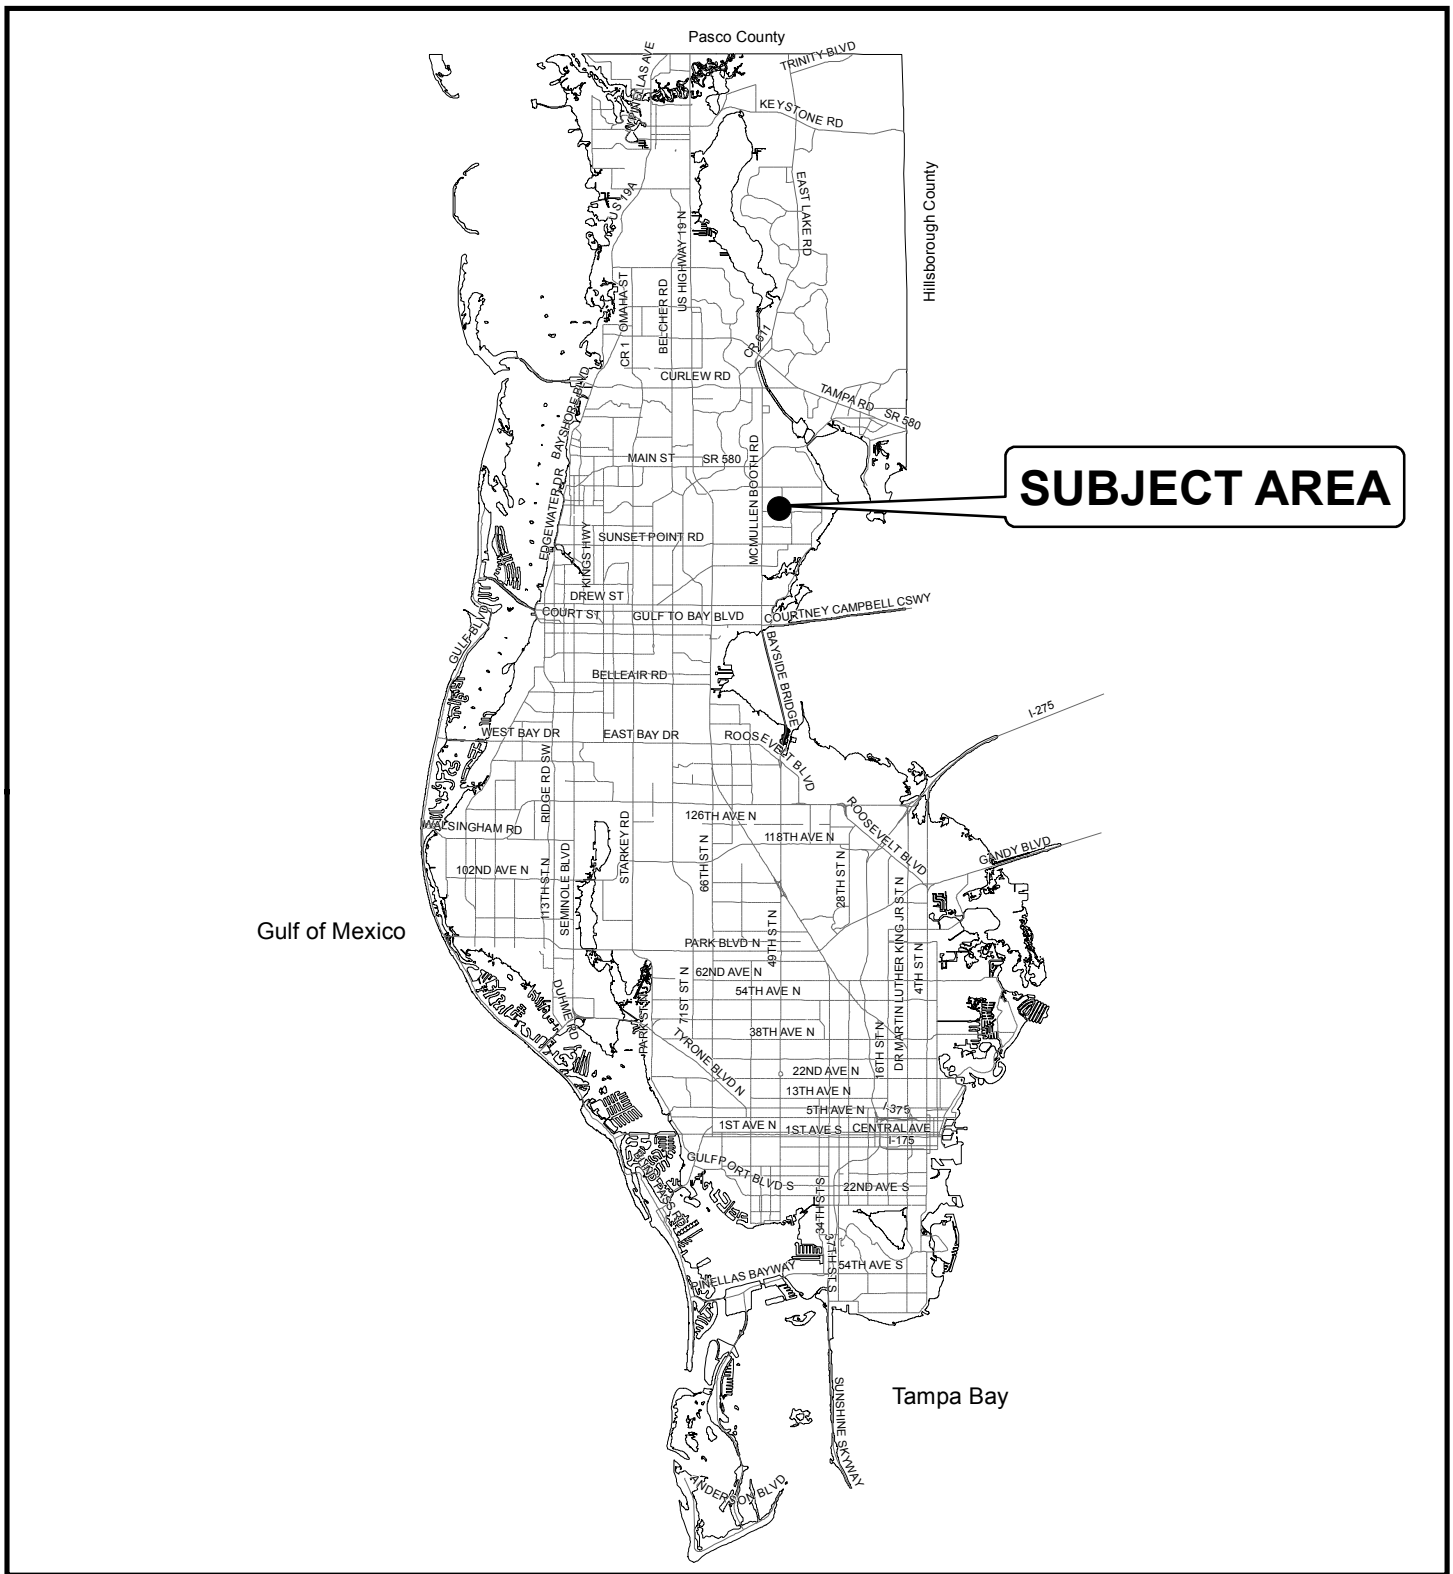 Pasco County
TRINITY BLVD
PINELLAS AVE
KEYSTONE RD
Hillsborough County
EAST LAKE RD
US 19A
US HIGHWAY 19 N
OMAHA ST
BELCHER RD
CR 1
CR 611
CURLEW RD
TAMPA RD
SR 580
BAYSHORE BLVD
MAIN ST
SR 580
MCMULLEN BOOTH RD
SUBJECT AREA
EDGEWATER DR
KINGS HWY
SUNSET POINT RD
DREW ST
COURT ST
GULF TO BAY BLVD
COURTNEY CAMPBELL CSWY
GULF BLVD
BAYSIDE BRIDGE
BELLEAIR RD
I-275
WEST BAY DR
EAST BAY DR
ROOSEVELT BLVD
RIDGE RD SW
ROOSEVELT BLVD
126TH AVE N
WALSINGHAM RD
118TH AVE N
STARKEY RD
GANDY BLVD
102ND AVE N
66TH ST N
28TH ST N
113TH ST N
SEMINOLE BLVD
DR MARTIN LUTHER KING JR ST N
Gulf of Mexico
49TH ST N
PARK BLVD N
4TH ST N
62ND AVE N
71ST ST N
54TH AVE N
DUHME RD
PARK ST N
38TH AVE N
16TH ST N
TYRONE BLVD N
22ND AVE N
13TH AVE N
5TH AVE N
I-375
1ST AVE N
1ST AVE S
CENTRAL AVE
I-175
GULFPORT BLVD S
22ND AVE S
34TH ST S
37TH ST S
54TH AVE S
PINELLAS BAYWAY
Tampa Bay
SUNSHINE SKYWAY
ANDERSON BLVD